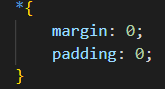 *{
    margin: 0;
    padding: 0;
}